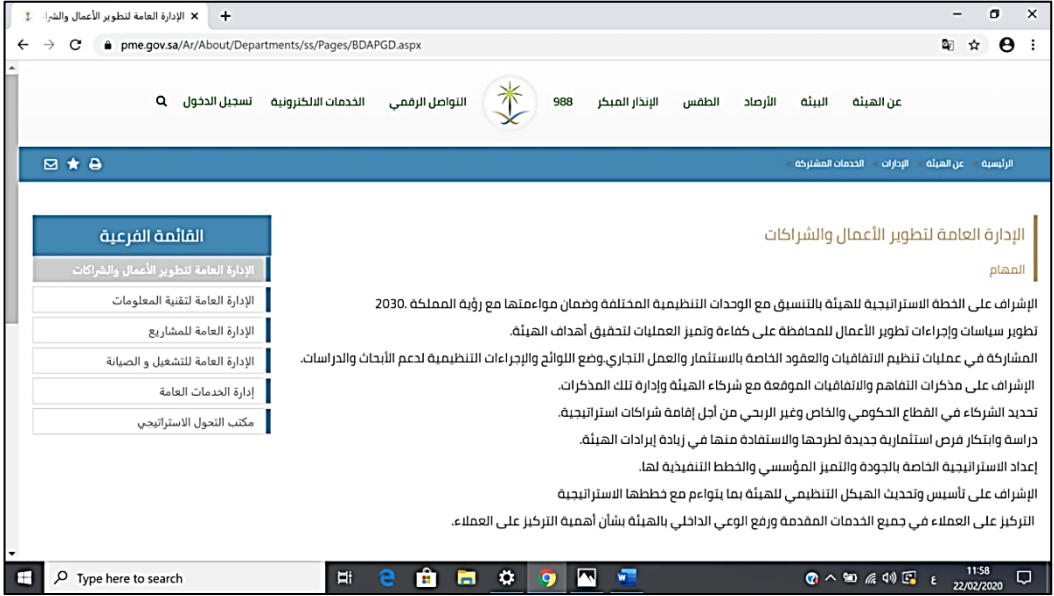 الإدارة العامة لتطوير الأعمال والشرا
pme.gov.sa/Ar/About/Departments/ss/Pages/BDAPGD.aspx
عن الهيئة البيئة الأرصاد الطقس الإنذار المبكر 988 التواصل الرقمي الخدمات الالكترونية تسجيل الدخول
الرئيسية » عن الهيئة » الإدارات » الخدمات المشتركة »
الإدارة العامة لتطوير الأعمال والشراكات
المهام
الإشراف على الخطة الاستراتيجية للهيئة بالتنسيق مع الوحدات التنظيمية المختلفة وضمان مواءمتها مع رؤية المملكة .2030
تطوير سياسات وإجراءات تطوير الأعمال للمحافظة على كفاءة وتميز العمليات لتحقيق أهداف الهيئة.
المشاركة في عمليات تنظيم الاتفاقيات والعقود الخاصة بالاستثمار والعمل التجاري.وضع اللوائح والإجراءات التنظيمية لدعم الأبحاث والدراسات.
الإشراف على مذكرات التفاهم والاتفاقيات الموقعة مع شركاء الهيئة وإدارة تلك المذكرات.
تحديد الشركاء في القطاع الحكومي والخاص وغير الربحي من أجل إقامة شراكات استراتيجية.
دراسة وابتكار فرص استثمارية جديدة لطرحها والاستفادة منها في زيادة إيرادات الهيئة.
إعداد الاستراتيجية الخاصة بالجودة والتميز المؤسسي والخطط التنفيذية لها.
الإشراف على تأسيس وتحديث الهيكل التنظيمي للهيئة بما يتواءم مع خططها الاستراتيجية
التركيز على العملاء في جميع الخدمات المقدمة ورفع الوعي الداخلي بالهيئة بشأن أهمية التركيز على العملاء.
القائمة الفرعية
الإدارة العامة لتطوير الأعمال والشراكات
الإدارة العامة لتقنية المعلومات
الإدارة العامة للمشاريع
الإدارة العامة للتشغيل و الصيانة
إدارة الخدمات العامة
مكتب التحول الاستراتيجي
Type here to search
ع
11:58
22/02/2020